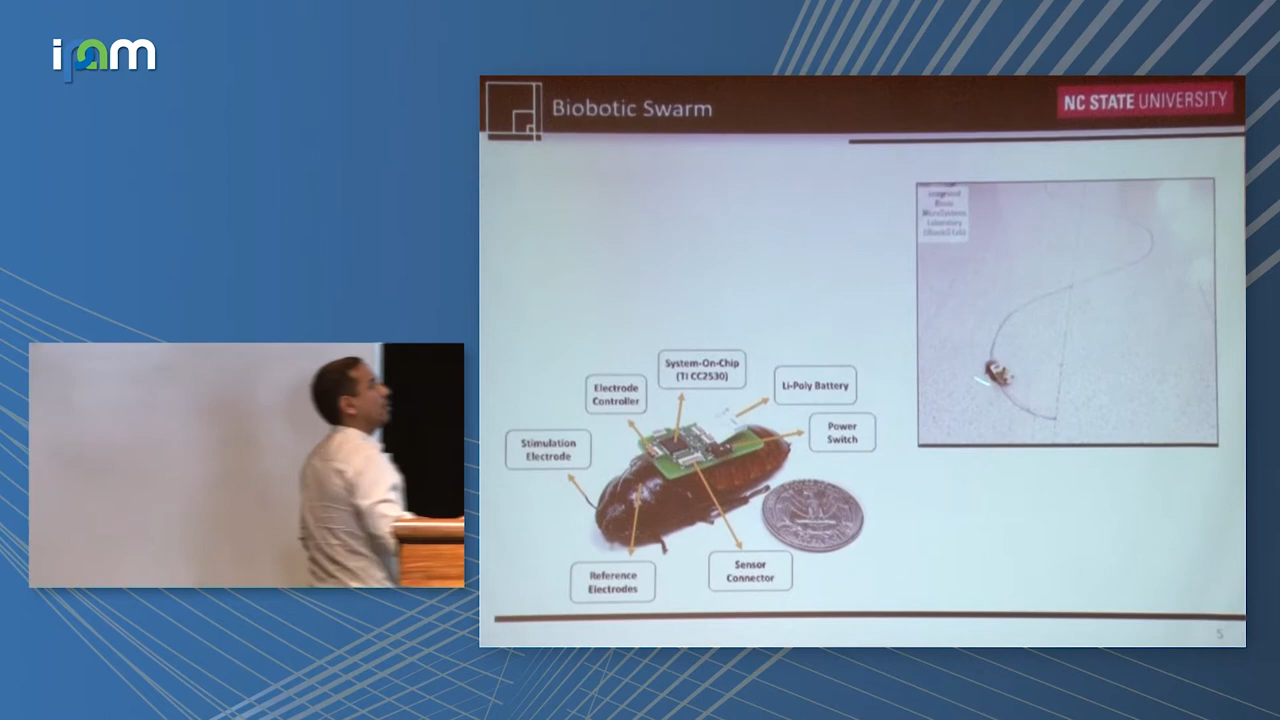 ipam
Biobotic Swarm
NC STATE UNIVERSITY
Laboratory
System-On-Chip
(TI CC2530)
Electrode
Controller
Li-Poly Battery
Power
Switch
Stimulation
Electrode
Reference
Electrodes
Sensor
Connector
5